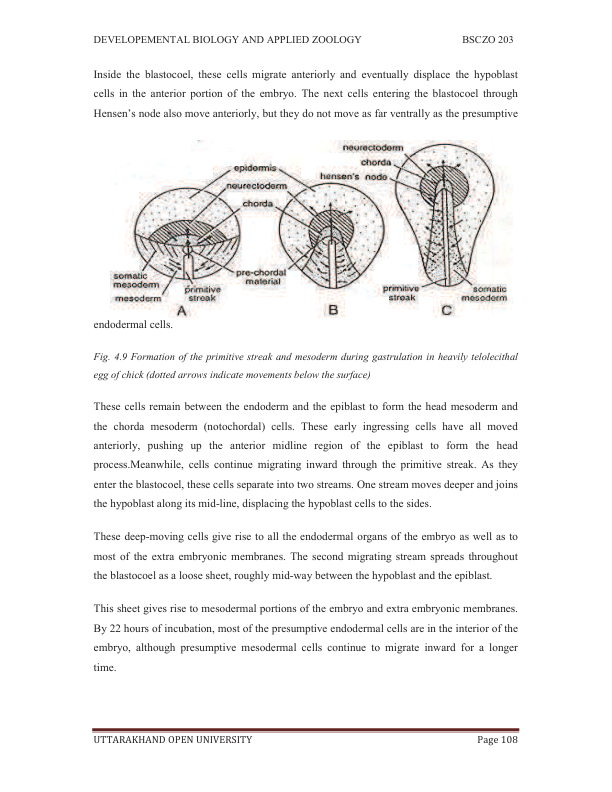 DEVELOPEMENTAL BIOLOGY AND APPLIED ZOOLOGY BSCZO 203
Inside the blastocoel, these cells migrate anteriorly and eventually displace the hypoblast
cells in the anterior portion of the embryo. The next cells entering the blastocoel through
Hensen's node also move anteriorly, but they do not move as far ventrally as the presumptive
neurectoderm
chorda
hensen's node
epidermis
neurectoderm
chorda
pre-chordal
material
somatic
mesoderm
mesoderm
primitive
streak
primitive
streak
somatic
mesoderm
A B C
endodermal cells.
Fig. 4.9 Formation of the primitive streak and mesoderm during gastrulation in heavily telolecithal
egg of chick (dotted arrows indicate movements below the surface)
These cells remain between the endoderm and the epiblast to form the head mesoderm and
the chorda mesoderm (notochordal) cells. These early ingressing cells have all moved
anteriorly, pushing up the anterior midline region of the epiblast to form the head
process.Meanwhile, cells continue migrating inward through the primitive streak. As they
enter the blastocoel, these cells separate into two streams. One stream moves deeper and joins
the hypoblast along its mid-line, displacing the hypoblast cells to the sides.
These deep-moving cells give rise to all the endodermal organs of the embryo as well as to
most of the extra embryonic membranes. The second migrating stream spreads throughout
the blastocoel as a loose sheet, roughly mid-way between the hypoblast and the epiblast.
This sheet gives rise to mesodermal portions of the embryo and extra embryonic membranes.
By 22 hours of incubation, most of the presumptive endodermal cells are in the interior of the
embryo, although presumptive mesodermal cells continue to migrate inward for a longer
time.
UTTARAKHAND OPEN UNIVERSITY Page 108